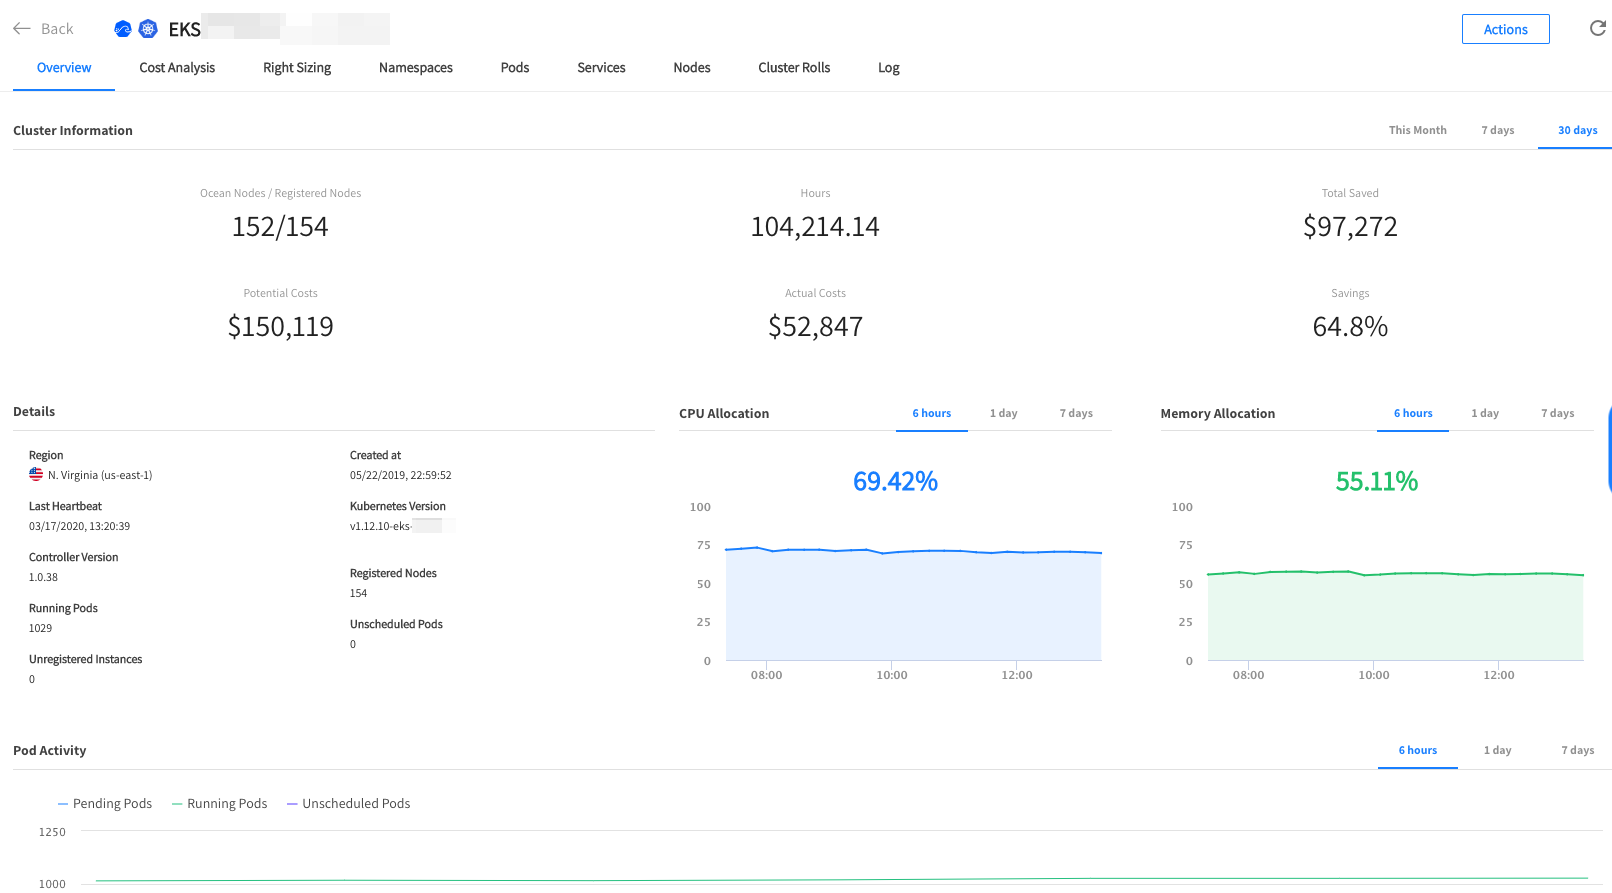 Back
EKS
Actions
Overview Cost Analysis Right Sizing Namespaces Pods Services Nodes Cluster Rolls Log
Cluster Information
This Month 7 days 30 days
Ocean Nodes / Registered Nodes
152/154
Hours
104,214.14
Total Saved
$97,272
Potential Costs
$150,119
Actual Costs
$52,847
Savings
64.8%
Details
Region
N. Virginia (us-east-1)
Last Heartbeat
03/17/2020, 13:20:39
Controller Version
1.0.38
Running Pods
1029
Unregistered Instances
0
Created at
05/22/2019, 22:59:52
Kubernetes Version
v1.12.10-eks-
Registered Nodes
154
Unscheduled Pods
0
CPU Allocation
6 hours 1 day 7 days
69.42%
100
75
50
25
0
08:00 10:00 12:00
Memory Allocation
6 hours 1 day 7 days
55.11%
100
75
50
25
0
08:00 10:00 12:00
Pod Activity
6 hours 1 day 7 days
Pending Pods Running Pods Unscheduled Pods
1250
1000